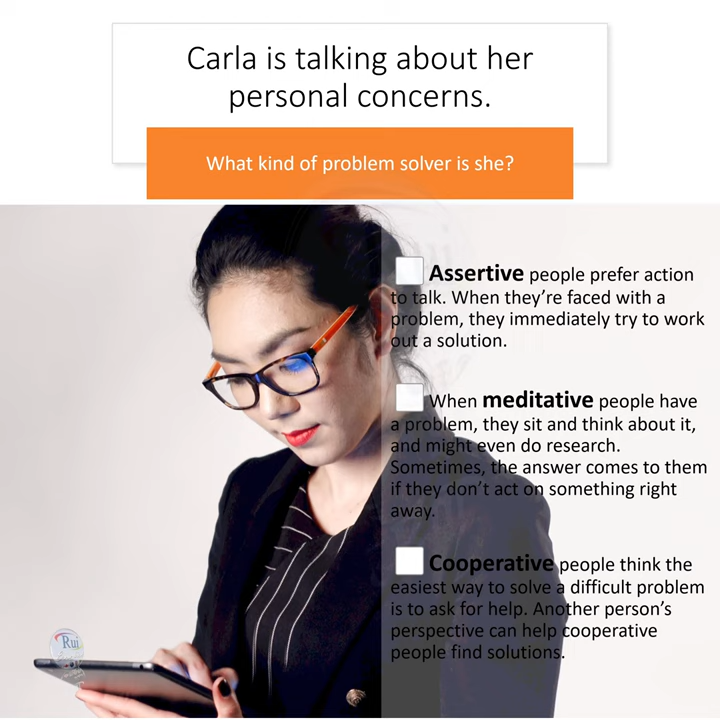 Carla is talking about her
personal concerns.
What kind of problem solver is she?
Rui
Assertive people prefer action
to talk. When they’re faced with a
problem, they immediately try to work
out a solution.
When meditative people have
a problem, they sit and think about it,
and might even do research.
Sometimes, the answer comes to them
if they don’t act on something right
away.
Cooperative people think the
easiest way to solve a difficult problem
is to ask for help. Another person’s
perspective can help cooperative
people find solutions.
Rui